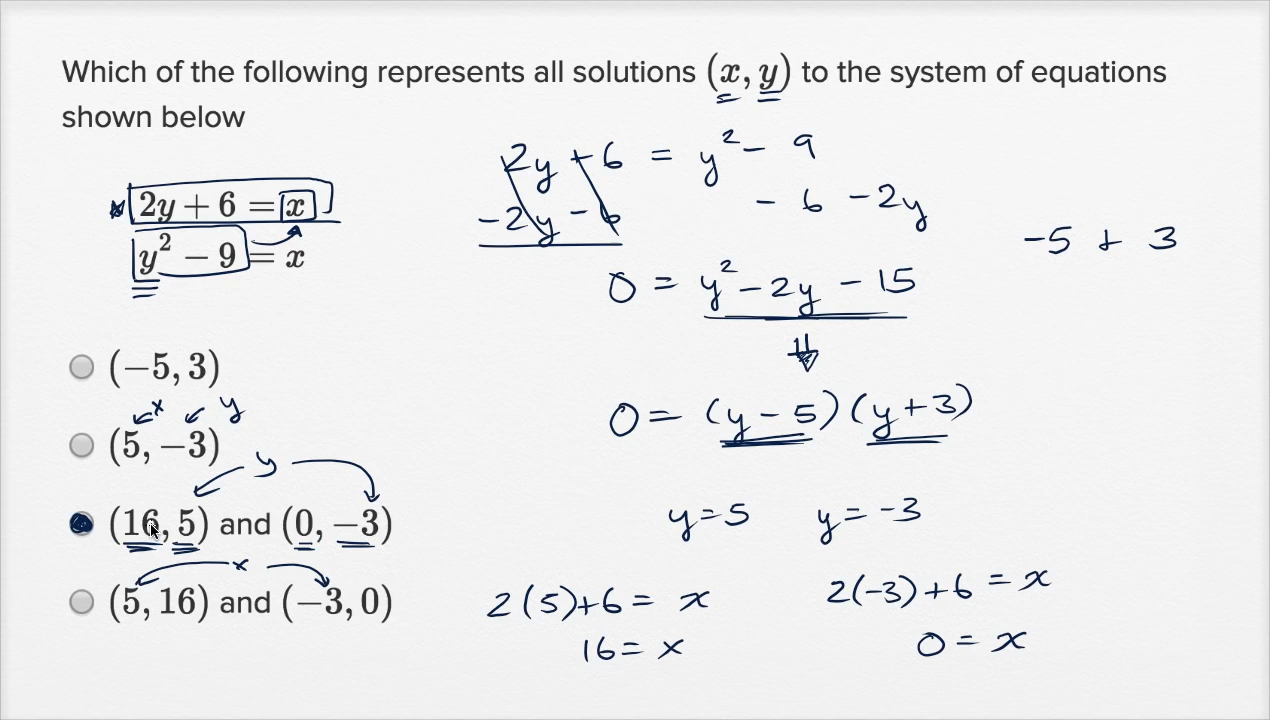 Which of the following represents all solutions (x, y) to the system of equations
shown below
2y + 6 = x
y² − 9 = x
2y + 6 = y² − 9
−2y − 6 − 6 − 2y
−5 + 3
0 = y² − 2y − 15
0 = (y − 5)(y + 3)
y = 5 y = −3
2(5) + 6 = x
16 = x
2(−3) + 6 = x
0 = x
(−5, 3)
x y
(5, −3)
y
(16, 5) and (0, −3)
x
(5, 16) and (−3, 0)